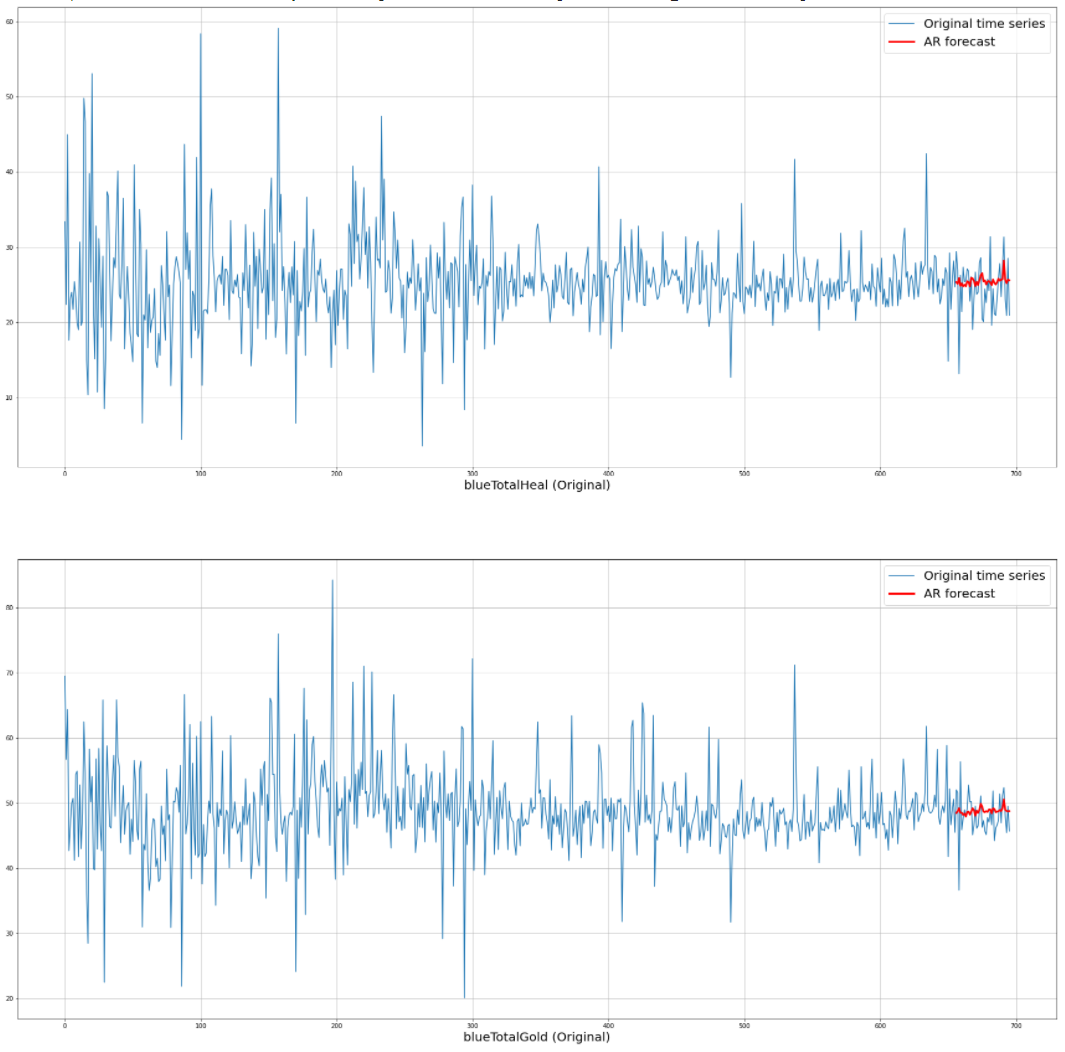 Original time series
AR forecast
60
50
40
30
20
10
0 100 200 300 400 500 600 700
blueTotalHeal (Original)
Original time series
AR forecast
80
70
60
50
40
30
20
0 100 200 300 400 500 600 700
blueTotalGold (Original)